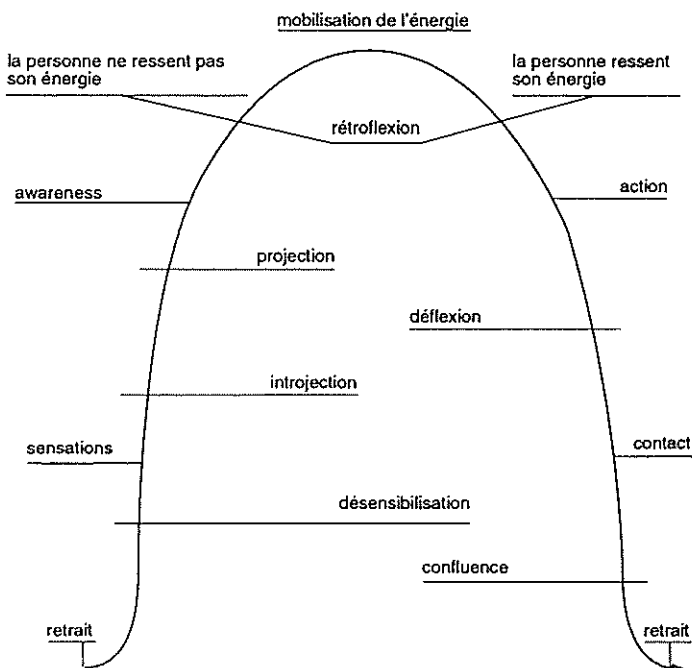 mobilisation de l'énergie
la personne ne ressent pas
son énergie
la personne ressent
son énergie
rétroflexion
awareness
action
projection
déflexion
introjection
sensations
contact
désensibilisation
confluence
retrait
retrait